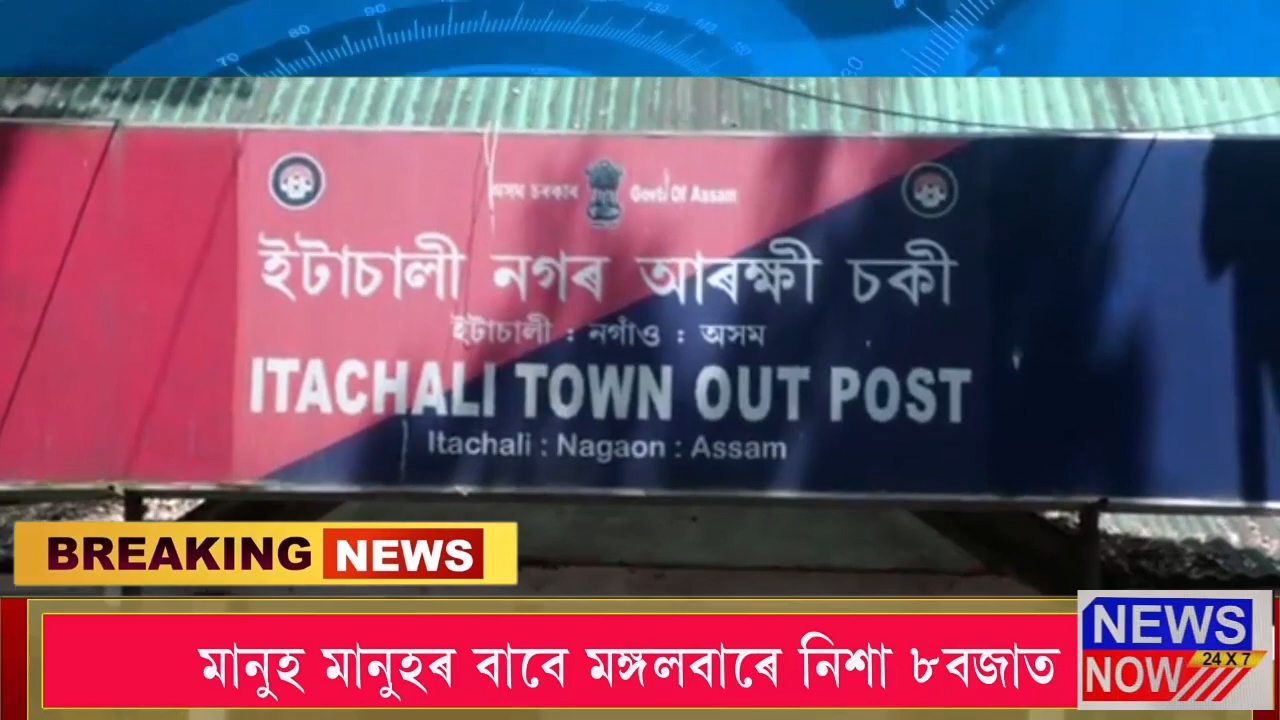 অসম চৰকাৰ Govt. Of Assam
ইটাচালী নগৰ আৰক্ষী চকী
ইটাচালী : নগাঁও : অসম
ITACHALI TOWN OUT POST
Itachali : Nagaon : Assam
BREAKING NEWS
মানুহ মানুহৰ বাবে মঙ্গলবাৰে নিশা ৮বজাত
NEWS
NOW 24 X 7